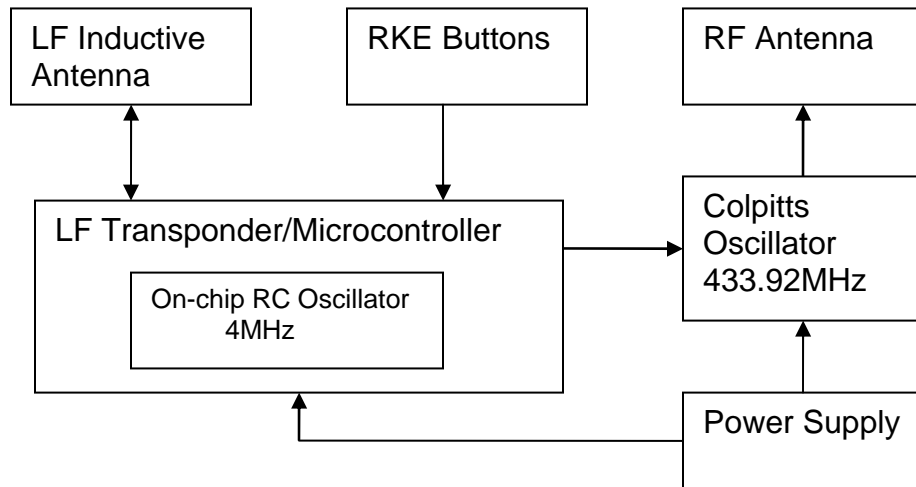 LF Inductive
Antenna
RKE Buttons
RF Antenna
LF Transponder/Microcontroller
On-chip RC Oscillator
4MHz
Colpitts
Oscillator
433.92MHz
Power Supply